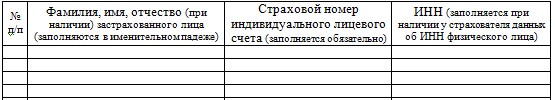 №
п/п
Фамилия, имя, отчество (при
наличии) застрахованного лица
(заполняются в именительном падеже)
Страховой номер
индивидуального лицевого
счета (заполняется обязательно)
ИНН (заполняется при
наличии у страхователя данных
об ИНН физического лица)